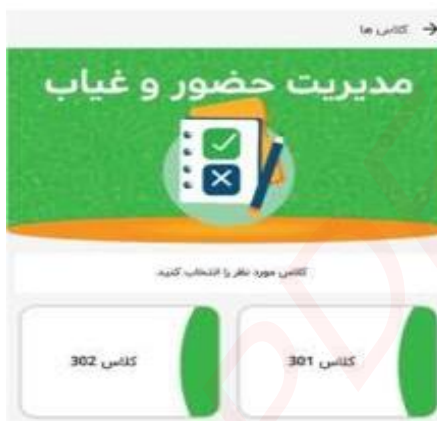 کلاس ها
مدیریت حضور و غیاب
کلاس مورد نظر را انتخاب کنید.
کلاس 301
کلاس 302